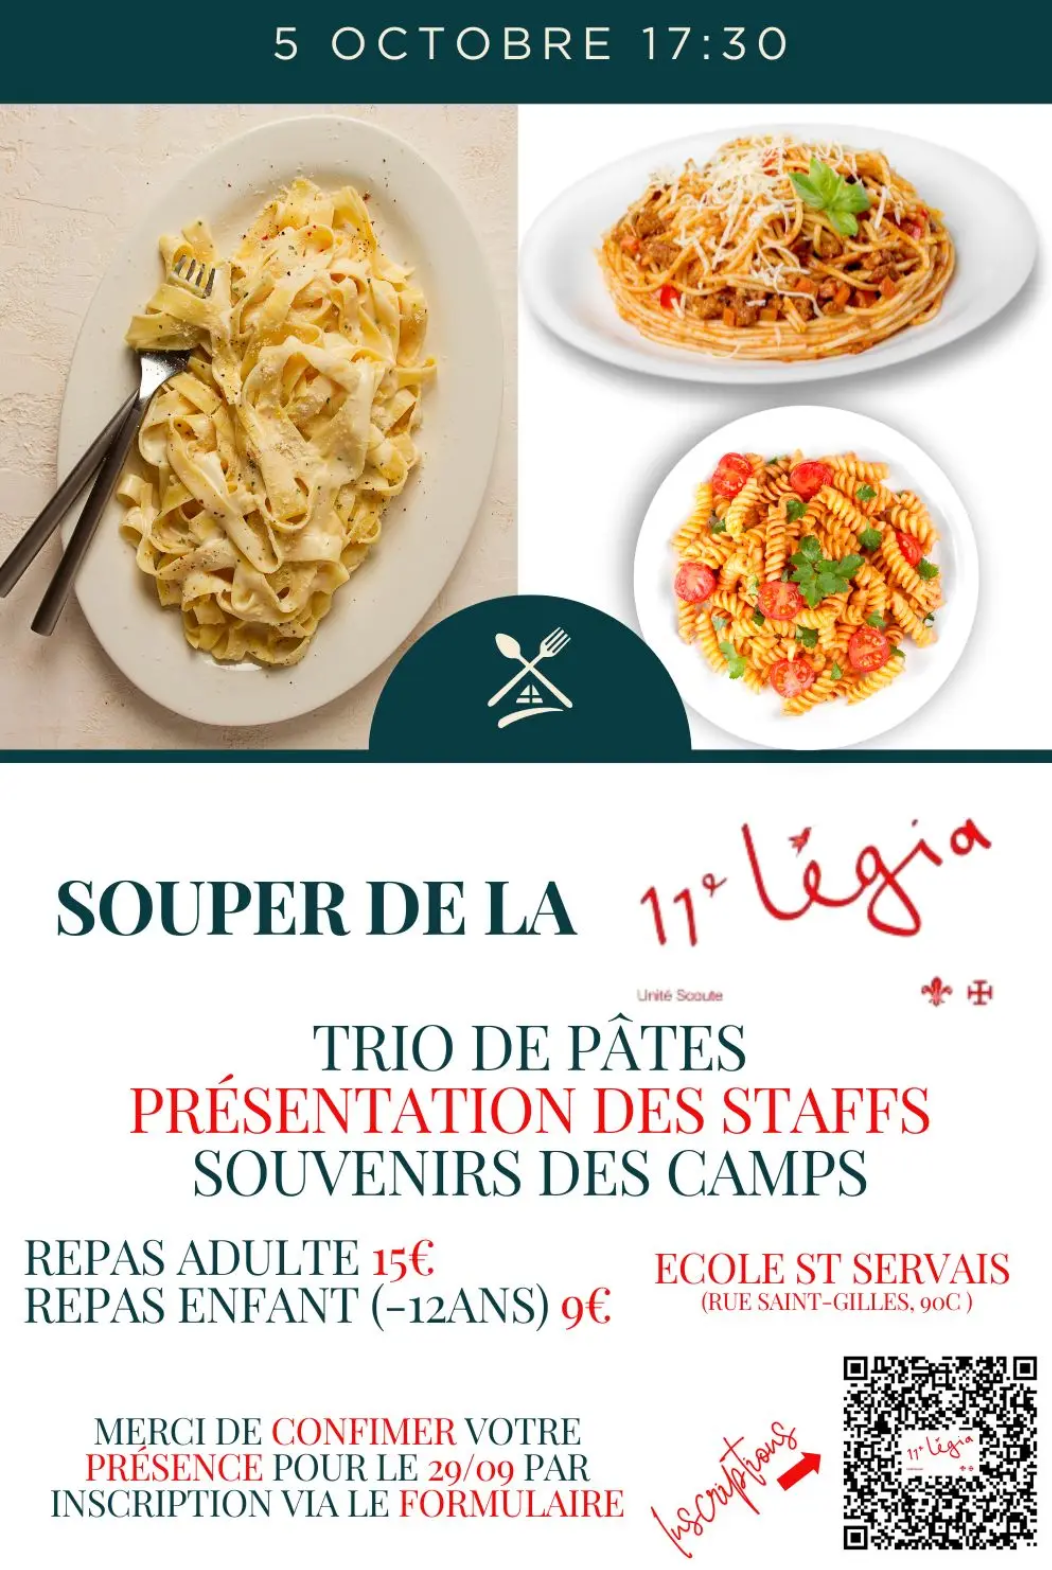 5 OCTOBRE 17:30
SOUPER DE LA
11e légia
Unité Scoute
TRIO DE PÂTES
PRÉSENTATION DES STAFFS
SOUVENIRS DES CAMPS
REPAS ADULTE 15€
REPAS ENFANT (-12ANS) 9€
ECOLE ST SERVAIS
(RUE SAINT-GILLES, 90C )
MERCI DE CONFIMER VOTRE
PRÉSENCE POUR LE 29/09 PAR
INSCRIPTION VIA LE FORMULAIRE
Inscriptions
11e légia